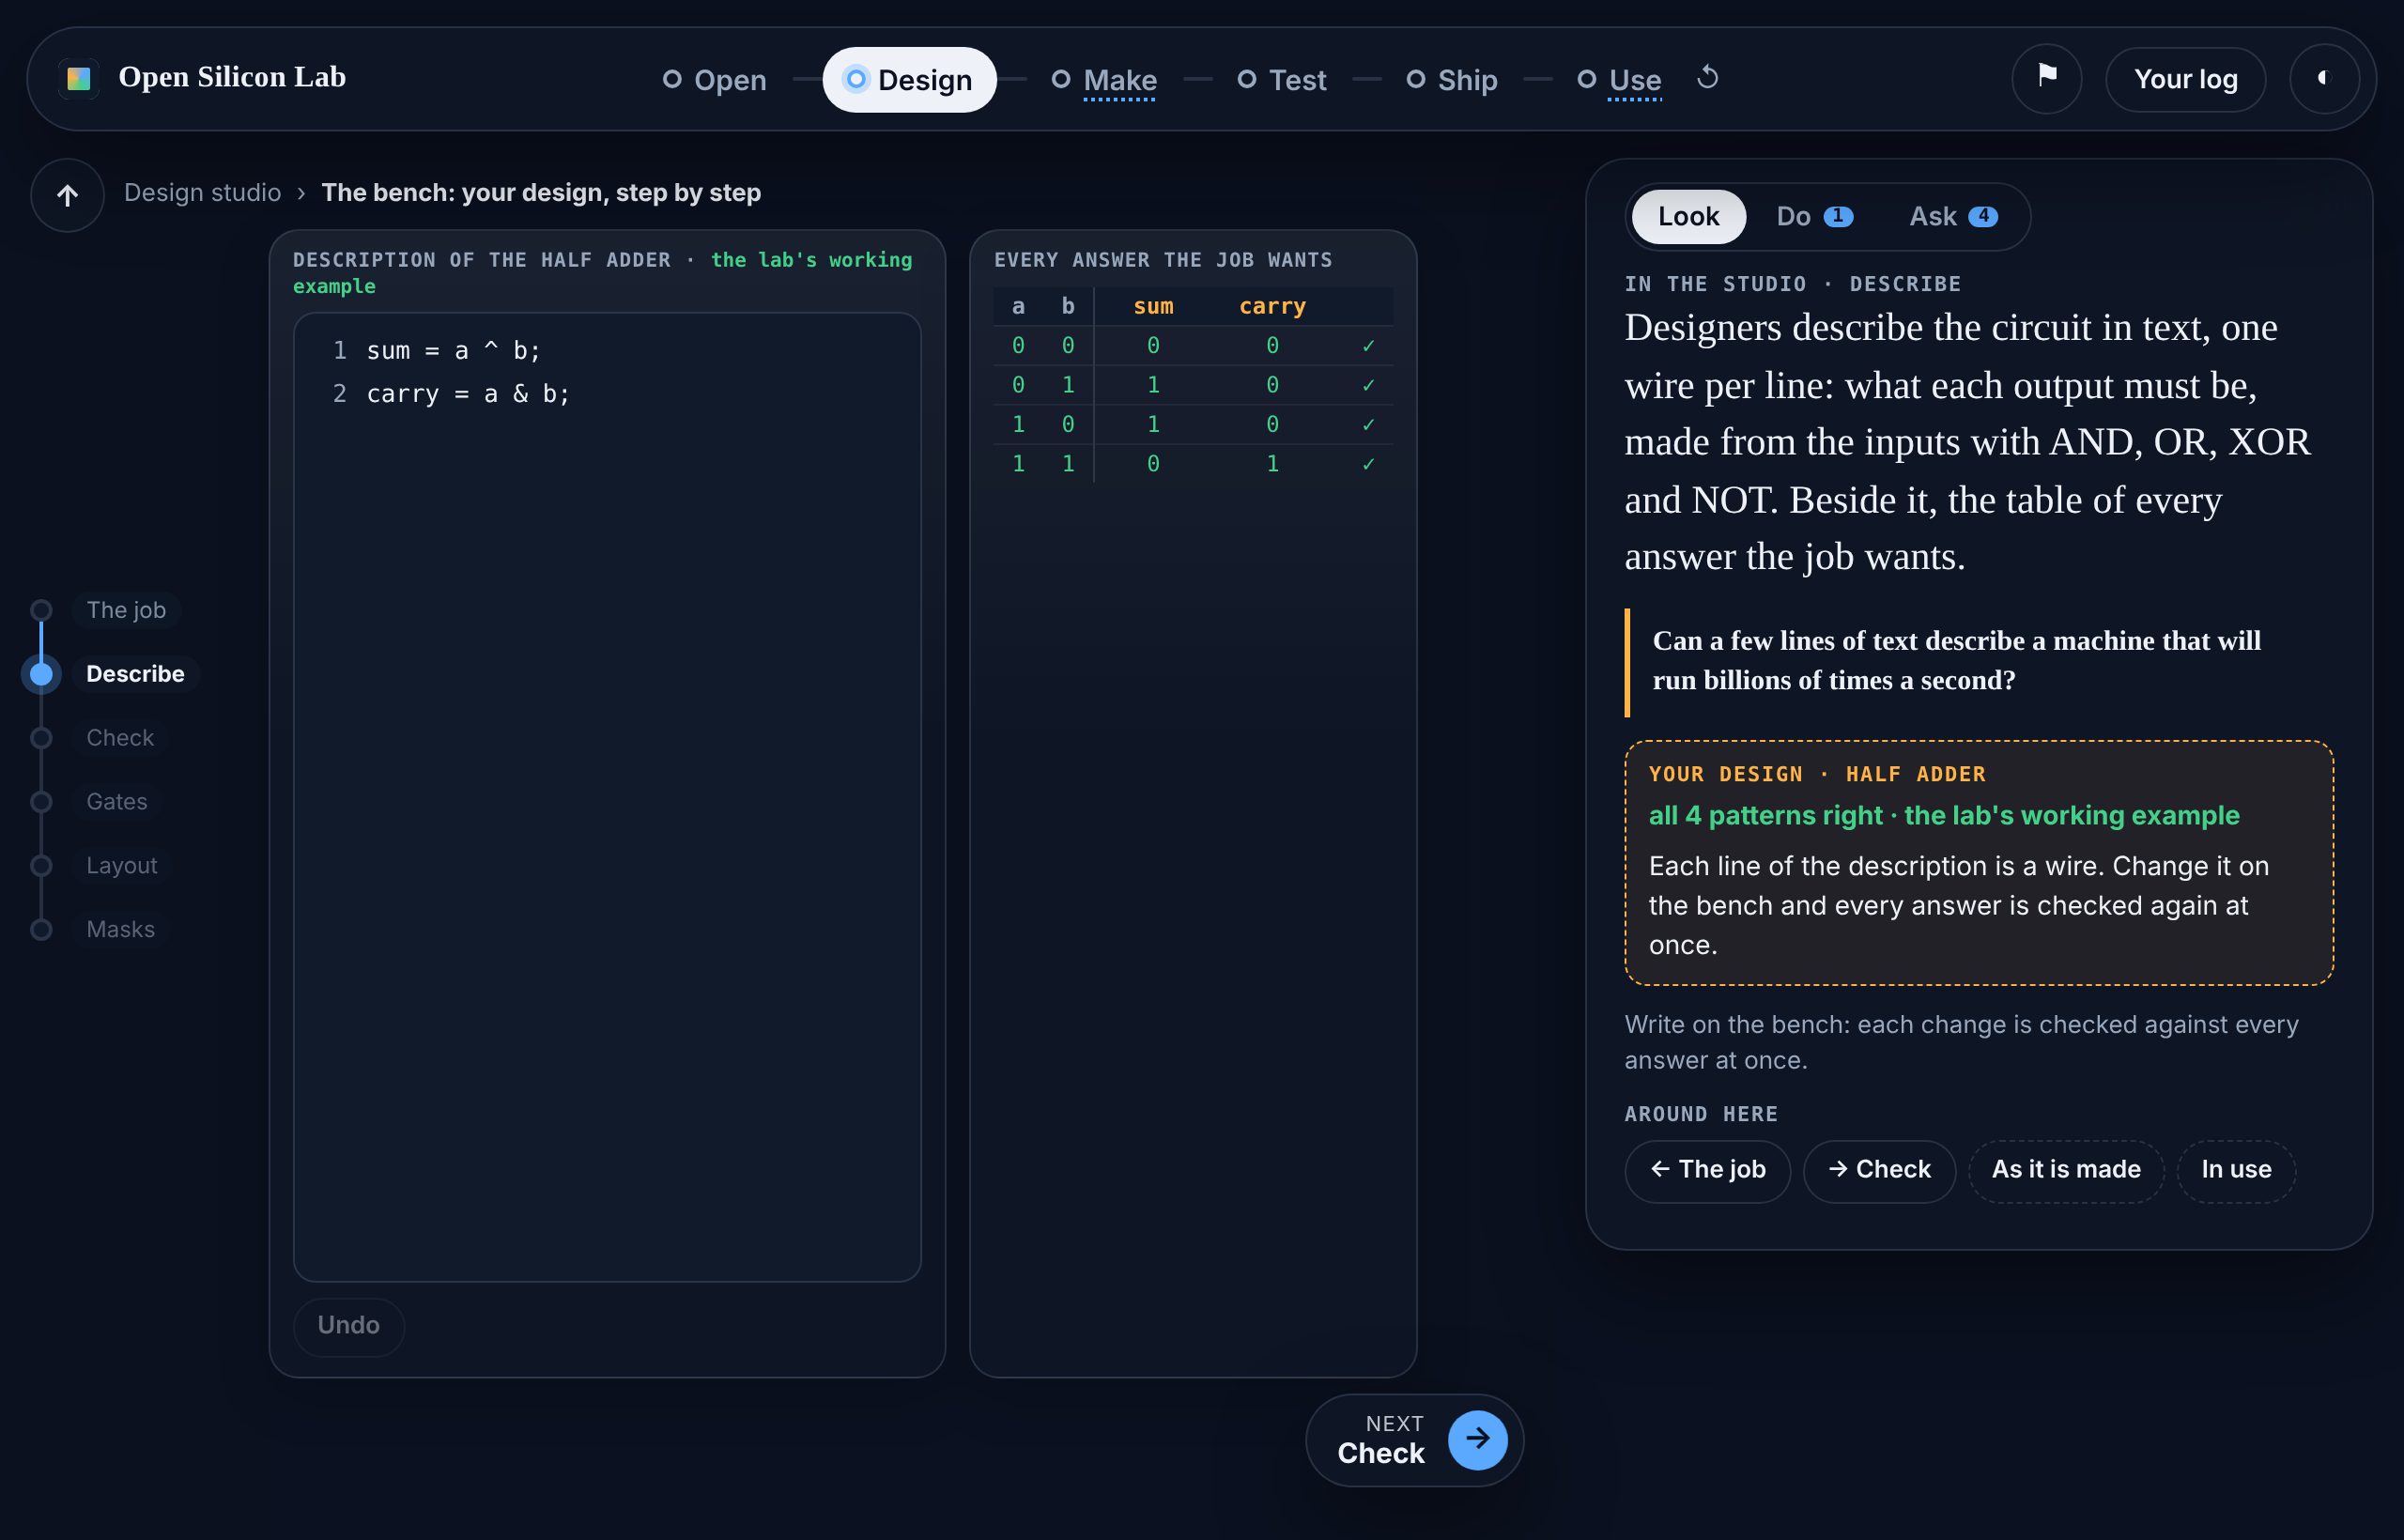 Open Silicon Lab
Open
Design
Make
Test
Ship
Use
Your log
Design studio › The bench: your design, step by step
The job
Describe
Check
Gates
Layout
Masks
DESCRIPTION OF THE HALF ADDER · the lab's working
example
1 sum = a ^ b;
2 carry = a & b;
Undo
EVERY ANSWER THE JOB WANTS
a b sum carry
0 0 0 0 ✓
0 1 1 0 ✓
1 0 1 0 ✓
1 1 0 1 ✓
NEXT
Check
Look
Do 1
Ask 4
IN THE STUDIO · DESCRIBE
Designers describe the circuit in text, one
wire per line: what each output must be,
made from the inputs with AND, OR, XOR
and NOT. Beside it, the table of every
answer the job wants.
Can a few lines of text describe a machine that will
run billions of times a second?
YOUR DESIGN · HALF ADDER
all 4 patterns right · the lab's working example
Each line of the description is a wire. Change it on
the bench and every answer is checked again at
once.
Write on the bench: each change is checked against every
answer at once.
AROUND HERE
← The job
→ Check
As it is made
In use